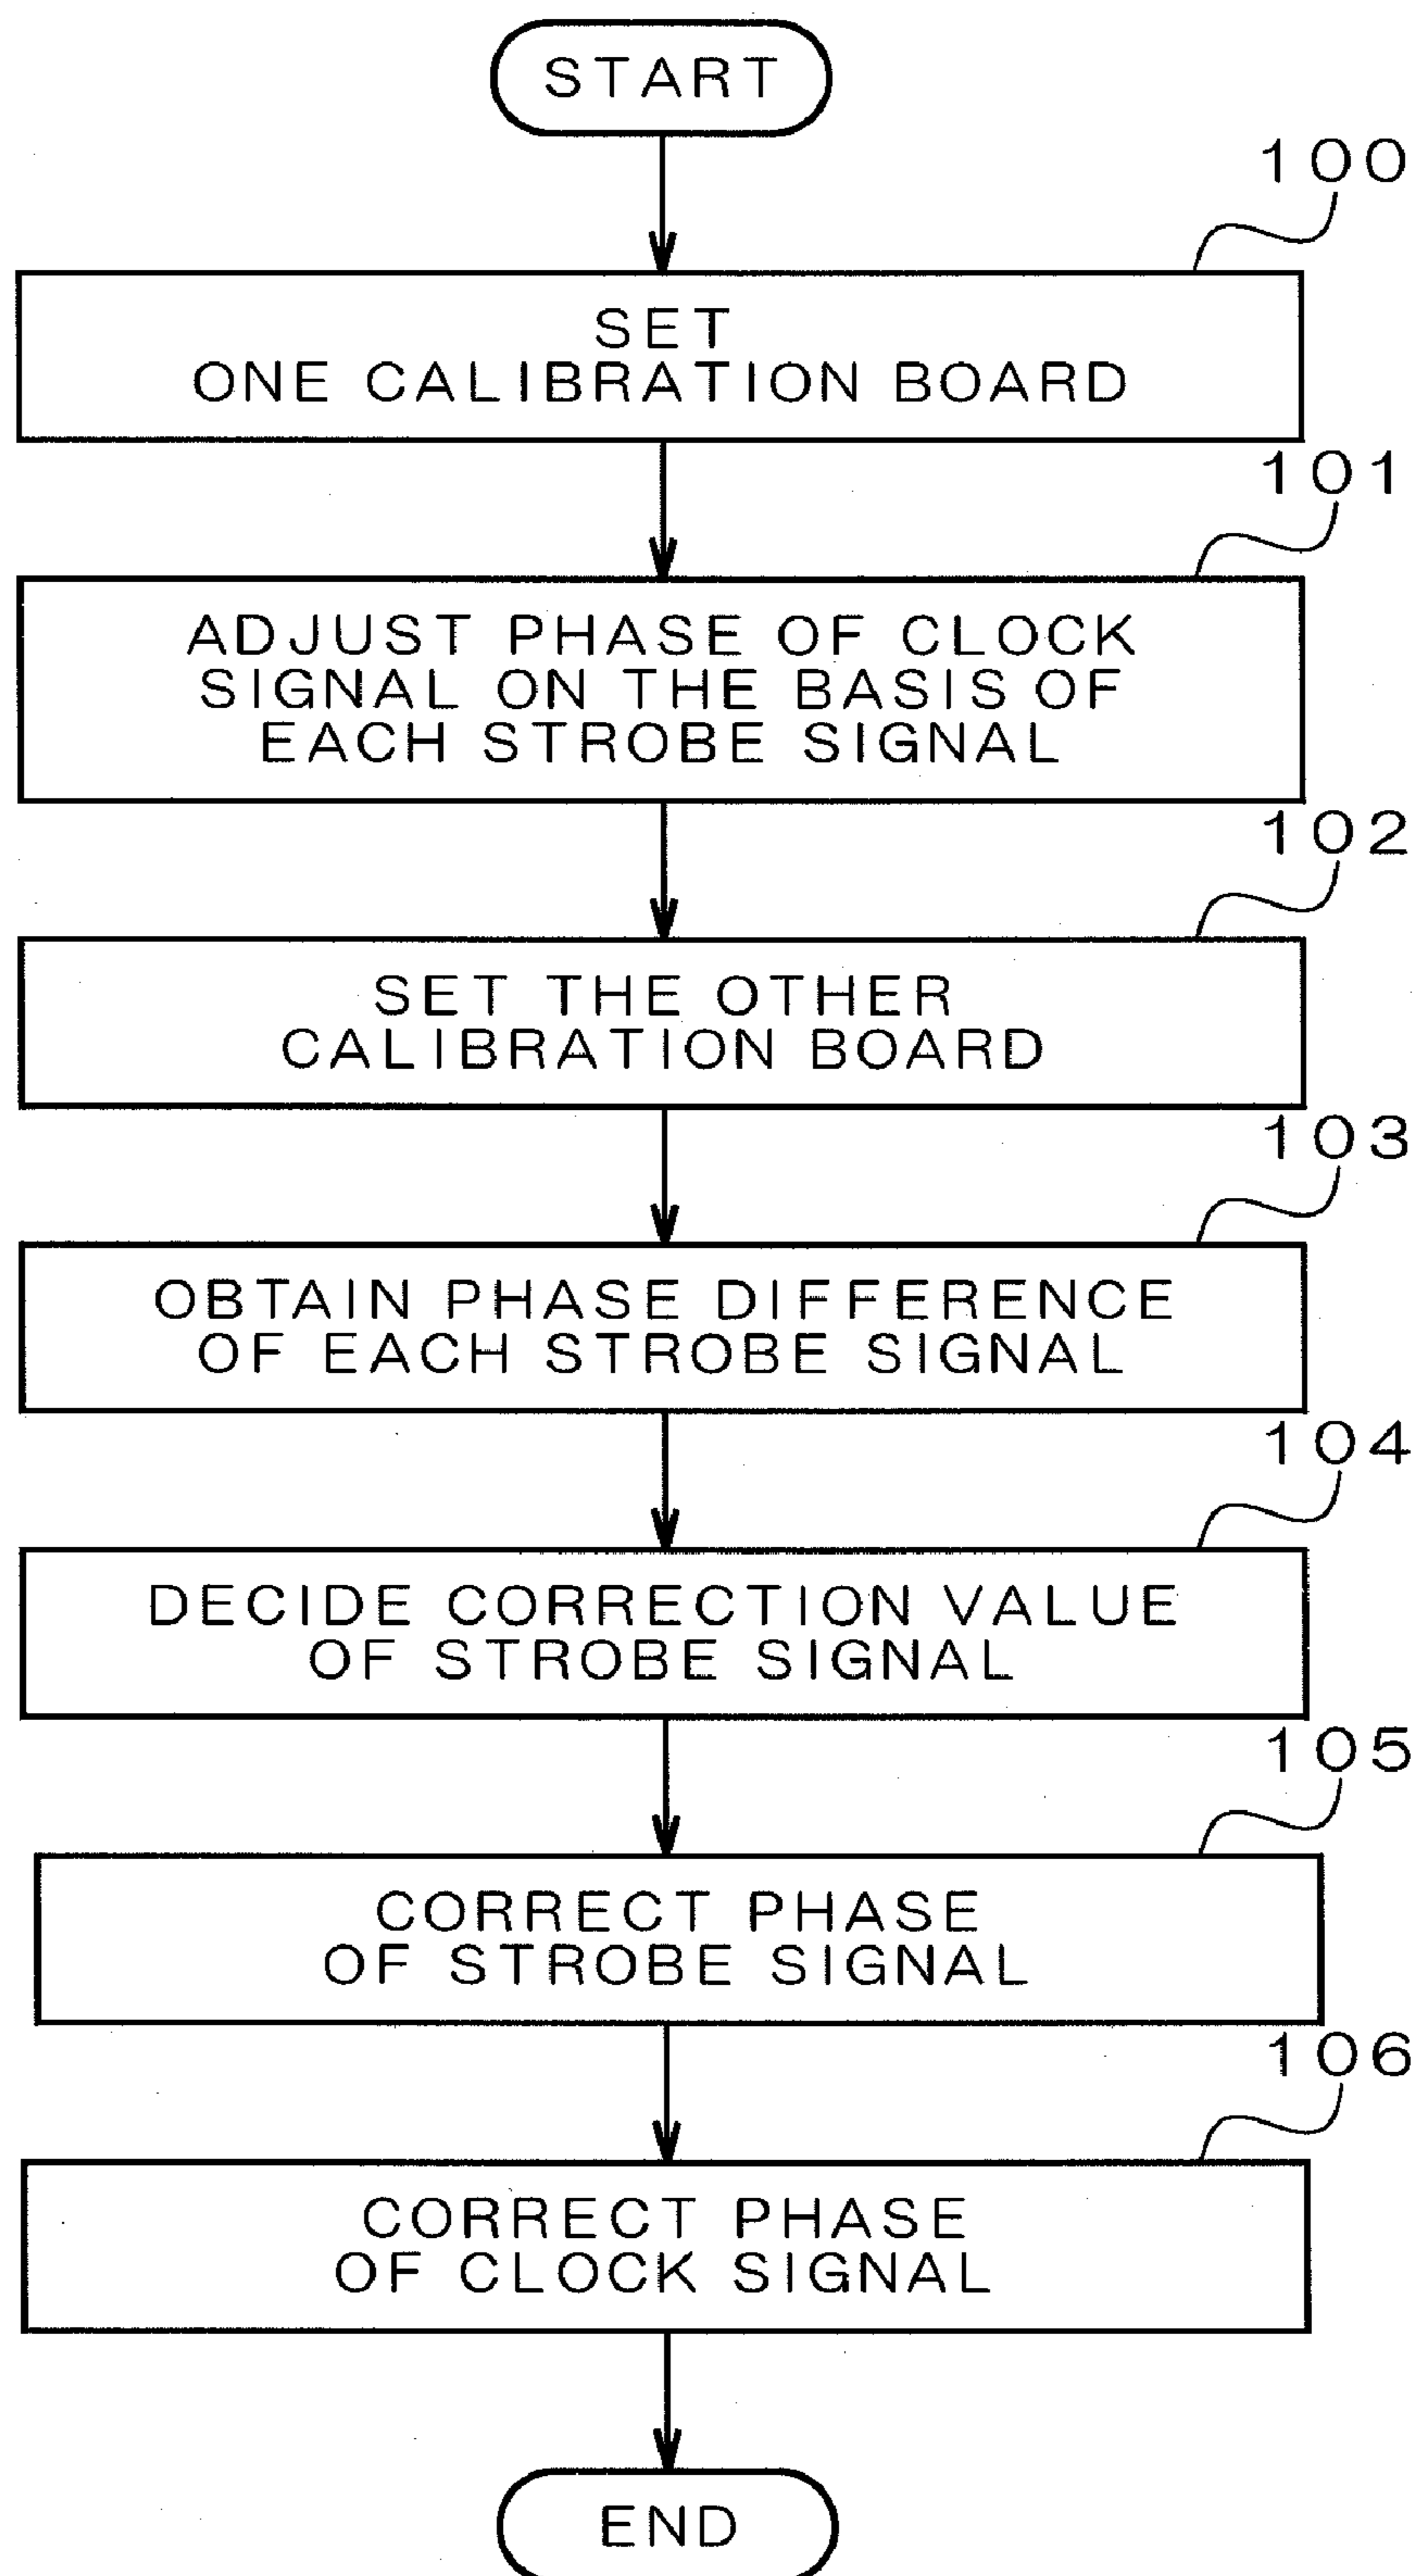 START
100
SET
ONE CALIBRATION BOARD
101
ADJUST PHASE OF CLOCK
SIGNAL ON THE BASIS OF
EACH STROBE SIGNAL
102
SET THE OTHER
CALIBRATION BOARD
103
OBTAIN PHASE DIFFERENCE
OF EACH STROBE SIGNAL
104
DECIDE CORRECTION VALUE
OF STROBE SIGNAL
105
CORRECT PHASE
OF STROBE SIGNAL
106
CORRECT PHASE
OF CLOCK SIGNAL
END